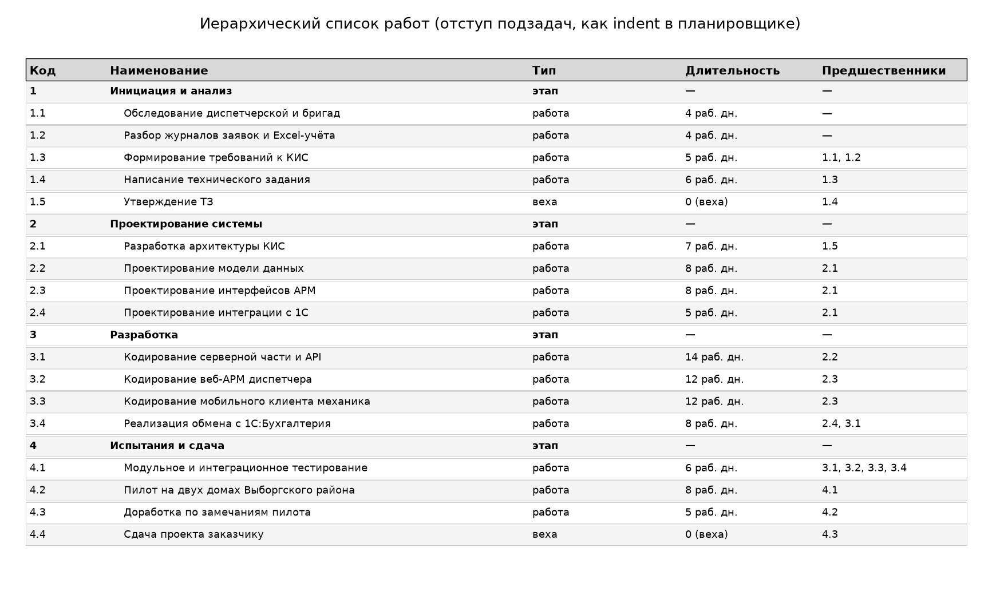 Иерархический список работ (отступ подзадач, как indent в планировщике)
Код Наименование Тип Длительность Предшественники
1 Инициация и анализ этап — —
1.1 Обследование диспетчерской и бригад работа 4 раб. дн. —
1.2 Разбор журналов заявок и Excel-учёта работа 4 раб. дн. —
1.3 Формирование требований к КИС работа 5 раб. дн. 1.1, 1.2
1.4 Написание технического задания работа 6 раб. дн. 1.3
1.5 Утверждение ТЗ веха 0 (веха) 1.4
2 Проектирование системы этап — —
2.1 Разработка архитектуры КИС работа 7 раб. дн. 1.5
2.2 Проектирование модели данных работа 8 раб. дн. 2.1
2.3 Проектирование интерфейсов АРМ работа 8 раб. дн. 2.1
2.4 Проектирование интеграции с 1С работа 5 раб. дн. 2.1
3 Разработка этап — —
3.1 Кодирование серверной части и API работа 14 раб. дн. 2.2
3.2 Кодирование веб-АРМ диспетчера работа 12 раб. дн. 2.3
3.3 Кодирование мобильного клиента механика работа 12 раб. дн. 2.3
3.4 Реализация обмена с 1С:Бухгалтерия работа 8 раб. дн. 2.4, 3.1
4 Испытания и сдача этап — —
4.1 Модульное и интеграционное тестирование работа 6 раб. дн. 3.1, 3.2, 3.3, 3.4
4.2 Пилот на двух домах Выборгского района работа 8 раб. дн. 4.1
4.3 Доработка по замечаниям пилота работа 5 раб. дн. 4.2
4.4 Сдача проекта заказчику веха 0 (веха) 4.3